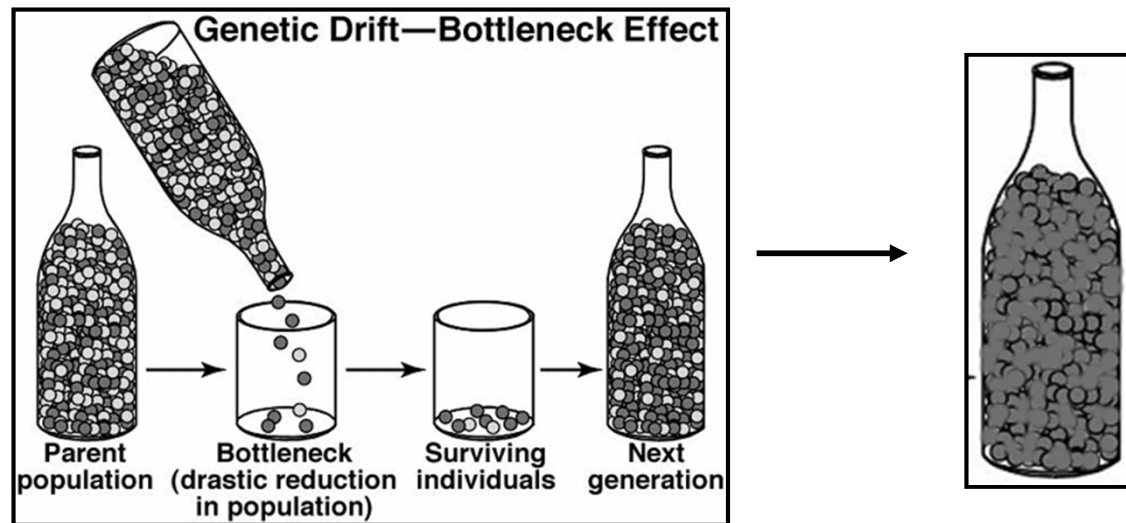 Genetic Drift—Bottleneck Effect
Parent
population
Bottleneck
(drastic reduction
in population)
Surviving
individuals
Next
generation